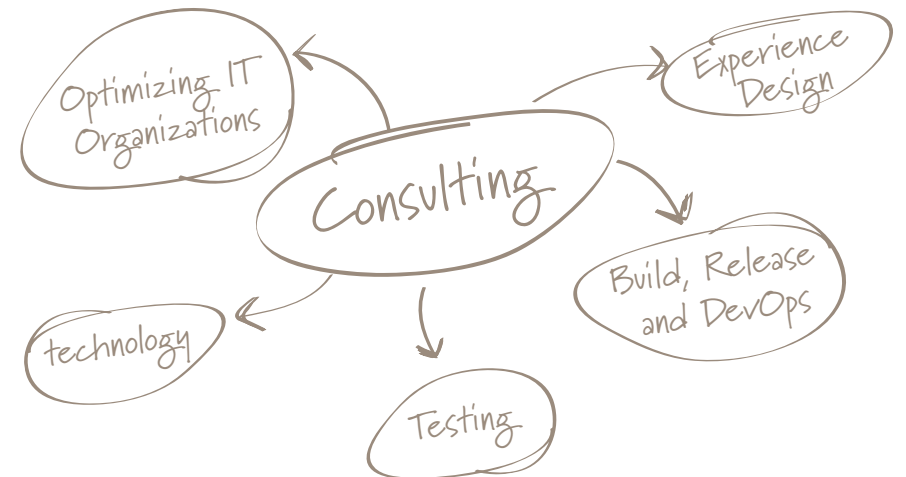 Optimizing IT
Organizations
Experience
Design
Consulting
Build, Release
and DevOps
technology
Testing